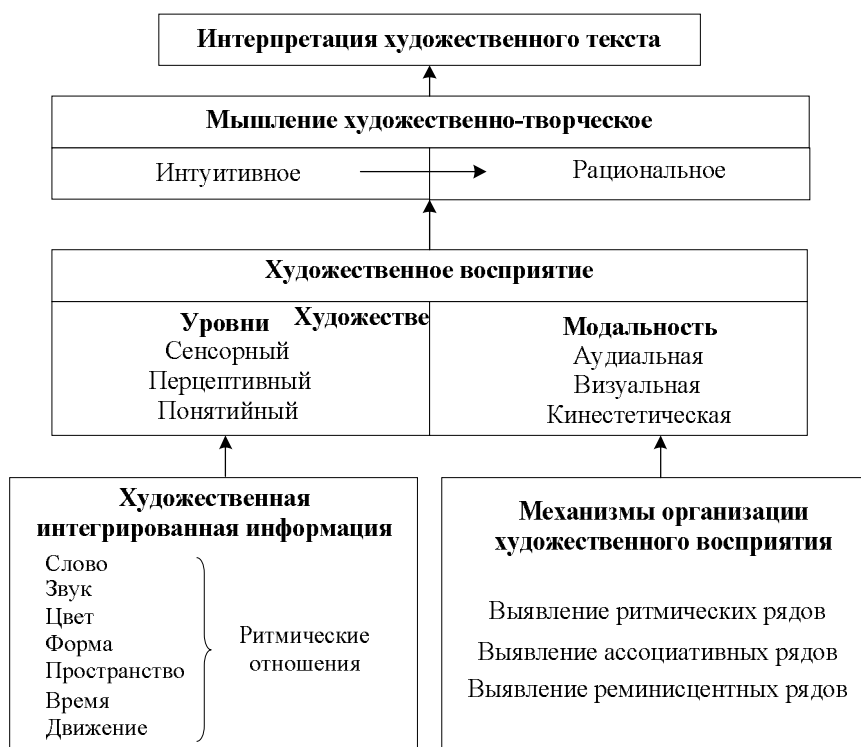 Интерпретация художественного текста
Мышление художественно-творческое
Интуитивное
Рациональное
Художественное восприятие
Уровни
Художестве
Сенсорный
Перцептивный
Понятийный
Модальность
Аудиальная
Визуальная
Кинестетическая
Художественная
интегрированная информация
Слово
Звук
Цвет
Форма
Пространство
Время
Движение
Ритмические
отношения
Механизмы организации
художественного восприятия
Выявление ритмических рядов
Выявление ассоциативных рядов
Выявление реминисцентных рядов